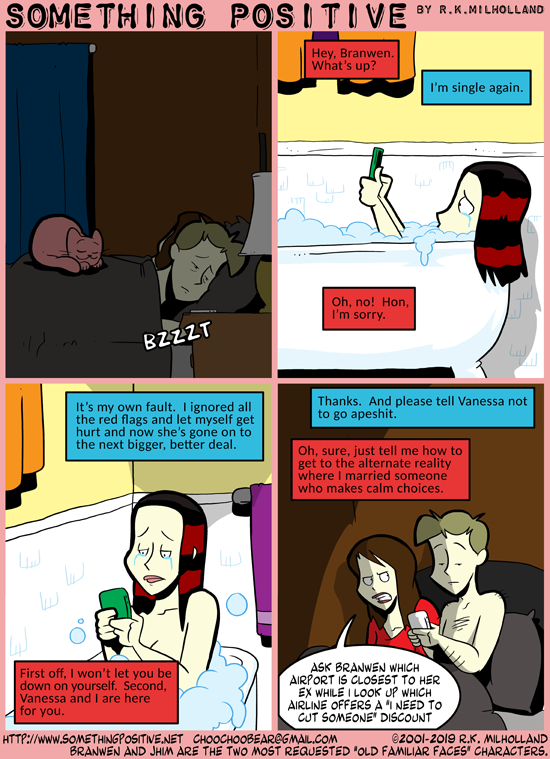 SOMETHING POSITIVE BY R.K.MILHOLLAND
BZZZT
Hey, Branwen.
What's up?
I'm single again.
Oh, no! Hon,
I'm sorry.
It's my own fault. I ignored all
the red flags and let myself get
hurt and now she's gone on to
the next bigger, better deal.
First off, I won't let you be
down on yourself. Second,
Vanessa and I are here
for you.
Thanks. And please tell Vanessa not
to go apeshit.
Oh, sure, just tell me how to
get to the alternate reality
where I married someone
who makes calm choices.
ASK BRANWEN WHICH
AIRPORT IS CLOSEST TO HER
EX WHILE I LOOK UP WHICH
AIRLINE OFFERS A "I NEED TO
CUT SOMEONE" DISCOUNT
HTTP://WWW.SOMETHINGPOSITIVE.NET CHOOCHOOBEAR@GMAIL.COM ©2001-2019 R.K. MILHOLLAND
BRANWEN AND JHIM ARE THE TWO MOST REQUESTED "OLD FAMILIAR FACES" CHARACTERS.